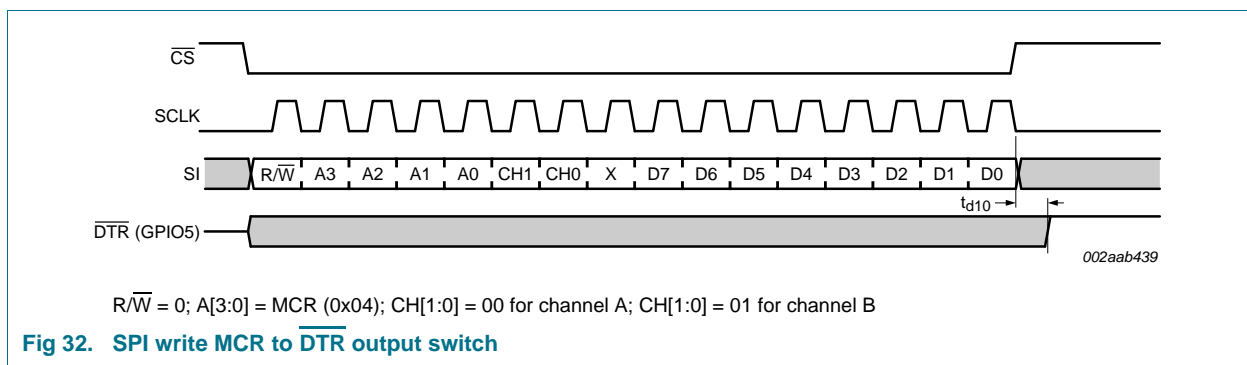 CS
SCLK
SI R/W A3 A2 A1 A0 CH1 CH0 X D7 D6 D5 D4 D3 D2 D1 D0
td10
DTR (GPIO5)
002aab439
R/W = 0; A[3:0] = MCR (0x04); CH[1:0] = 00 for channel A; CH[1:0] = 01 for channel B
Fig 32. SPI write MCR to DTR output switch